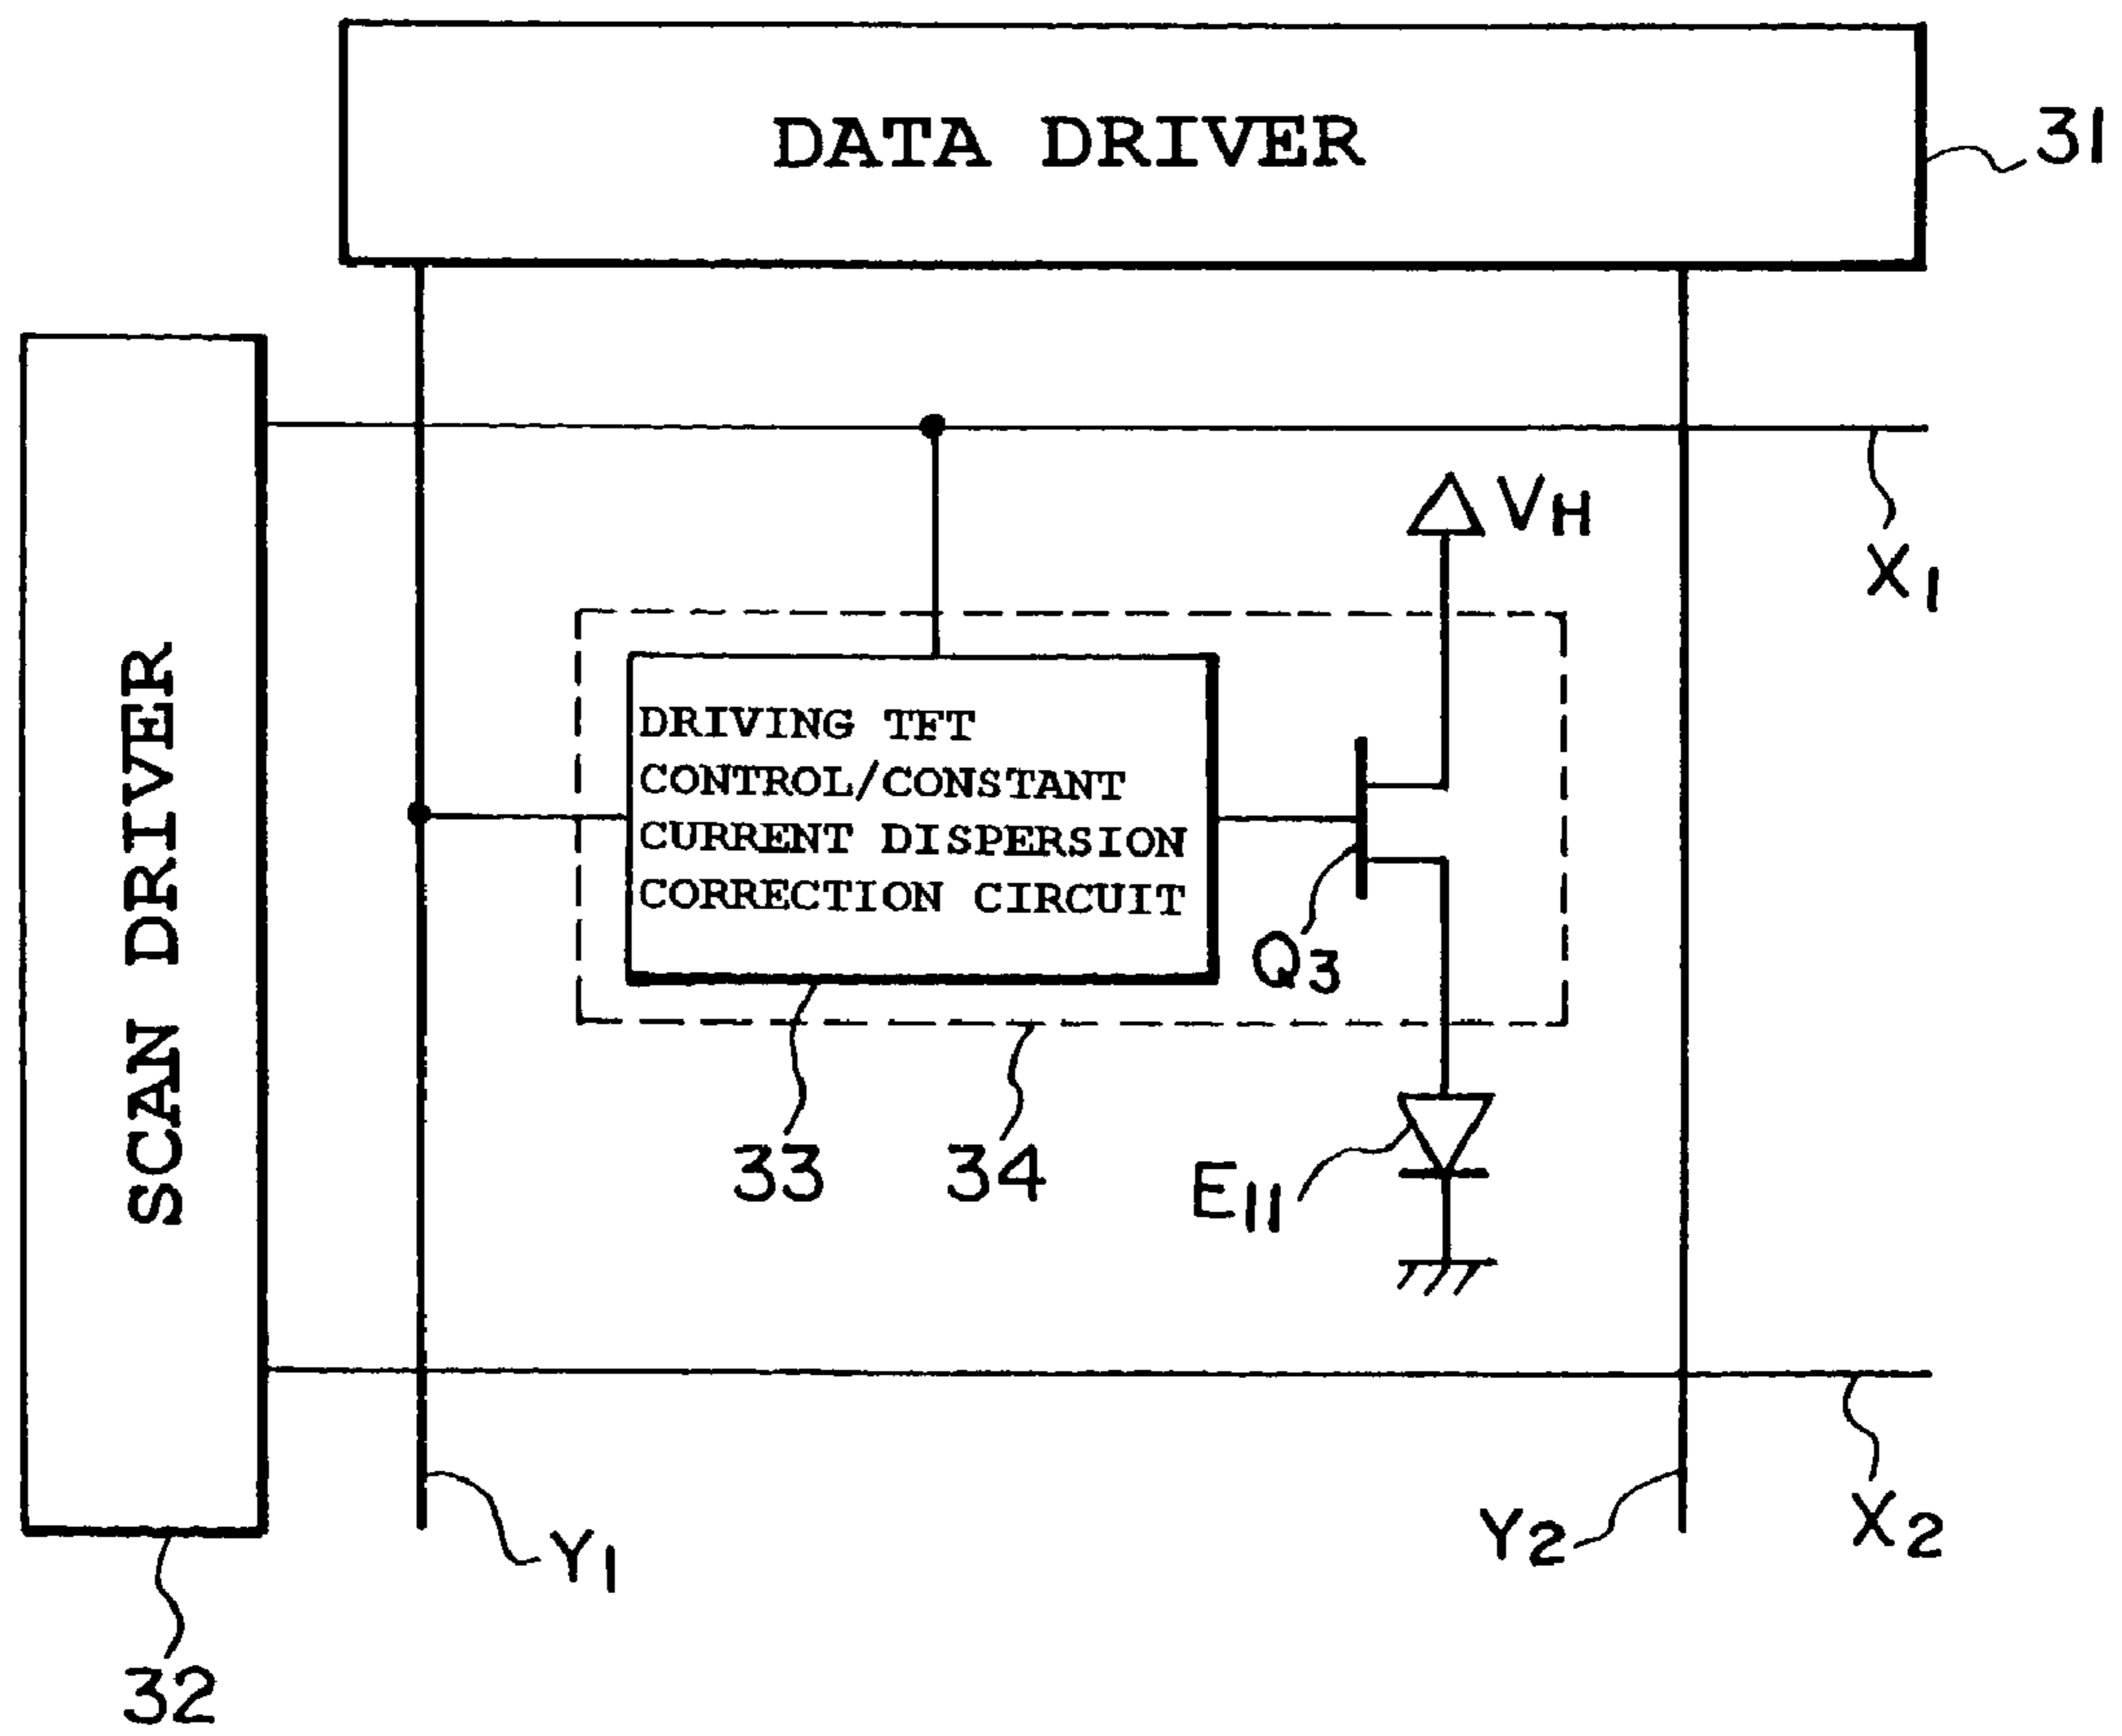 DATA DRIVER
31
SCAN DRIVER
VH
X1
DRIVING TFT
CONTROL/CONSTANT
CURRENT DISPERSION
CORRECTION CIRCUIT
Q3
33
34
E11
Y1
Y2
X2
32